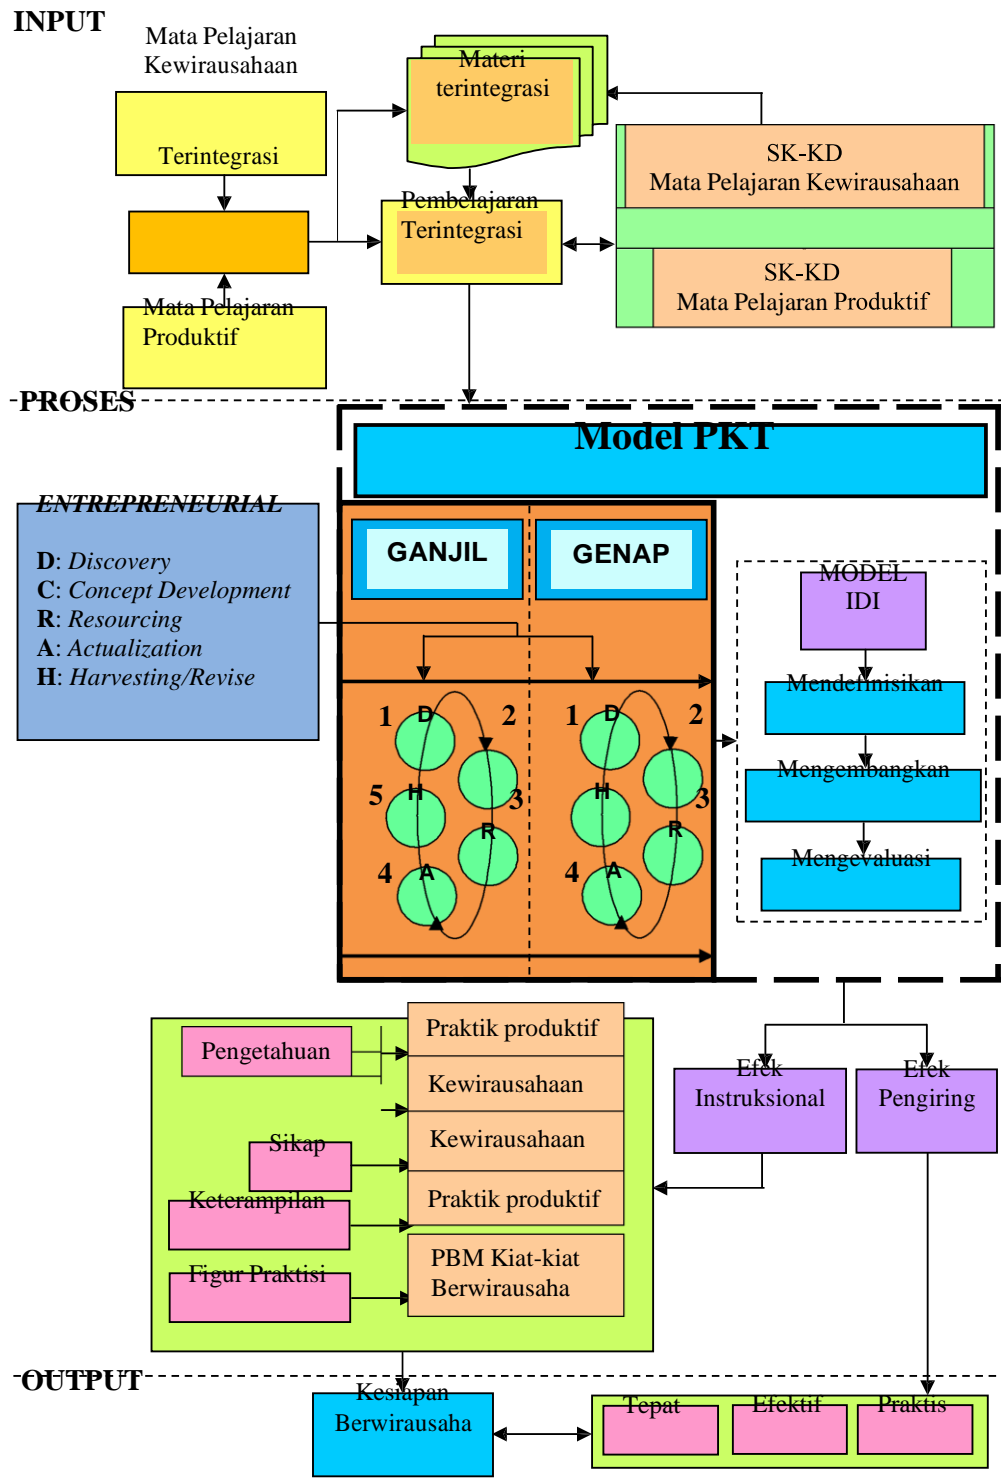 INPUT
Mata Pelajaran
Kewirausahaan
Terintegrasi
Mata Pelajaran
Produktif
Materi
terintegrasi
Pembelajaran
Terintegrasi
SK-KD
Mata Pelajaran Kewirausahaan
SK-KD
Mata Pelajaran Produktif
PROSES
Model PKT
ENTREPRENEURIAL
D: Discovery
C: Concept Development
R: Resourcing
A: Actualization
H: Harvesting/Revise
GANJIL
GENAP
1 D 2
5 H 3
R
4 A
1 D 2
H 3
R
4 A
MODEL
IDI
Mendefinisikan
Mengembangkan
Mengevaluasi
Pengetahuan
Sikap
Keterampilan
Figur Praktisi
Praktik produktif
Kewirausahaan
Kewirausahaan
Praktik produktif
PBM Kiat-kiat
Berwirausaha
Efek
Instruksional
Efek
Pengiring
OUTPUT
Kesiapan
Berwirausaha
Tepat
Efektif
Praktis